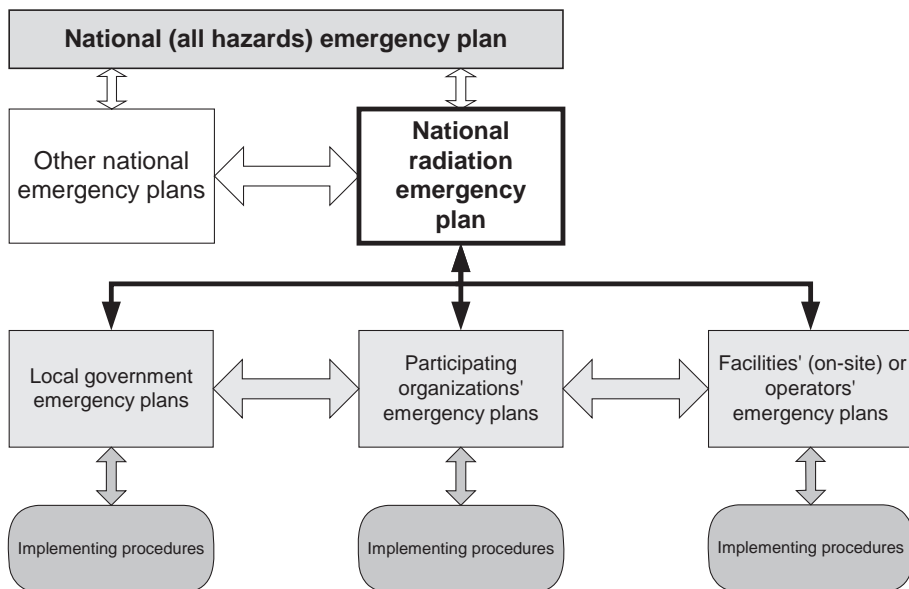 National (all hazards) emergency plan
Other national
emergency plans
National
radiation
emergency
plan
Local government
emergency plans
Participating
organizations'
emergency plans
Facilities' (on-site) or
operators'
emergency plans
Implementing procedures
Implementing procedures
Implementing procedures